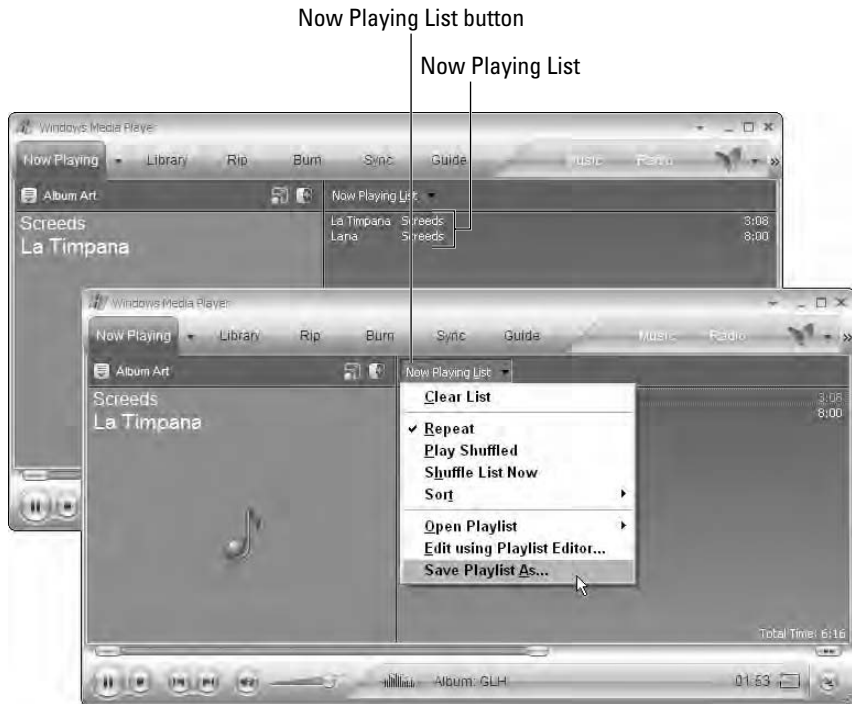 Now Playing List button
Now Playing List
Windows Media Player
Now Playing Library Rip Burn Sync Guide Music Radio
Album Art Now Playing List
Screeds
La Timpana
La Timpana Screeds 3:08
Lana Screeds 8:00
Windows Media Player
Now Playing Library Rip Burn Sync Guide Music Radio
Album Art Now Playing List
Screeds
La Timpana
3:08
8:00
Clear List
Repeat
Play Shuffled
Shuffle List Now
Sort
Open Playlist
Edit using Playlist Editor...
Save Playlist As...
Total Time: 6:16
Album: GLH 01:53